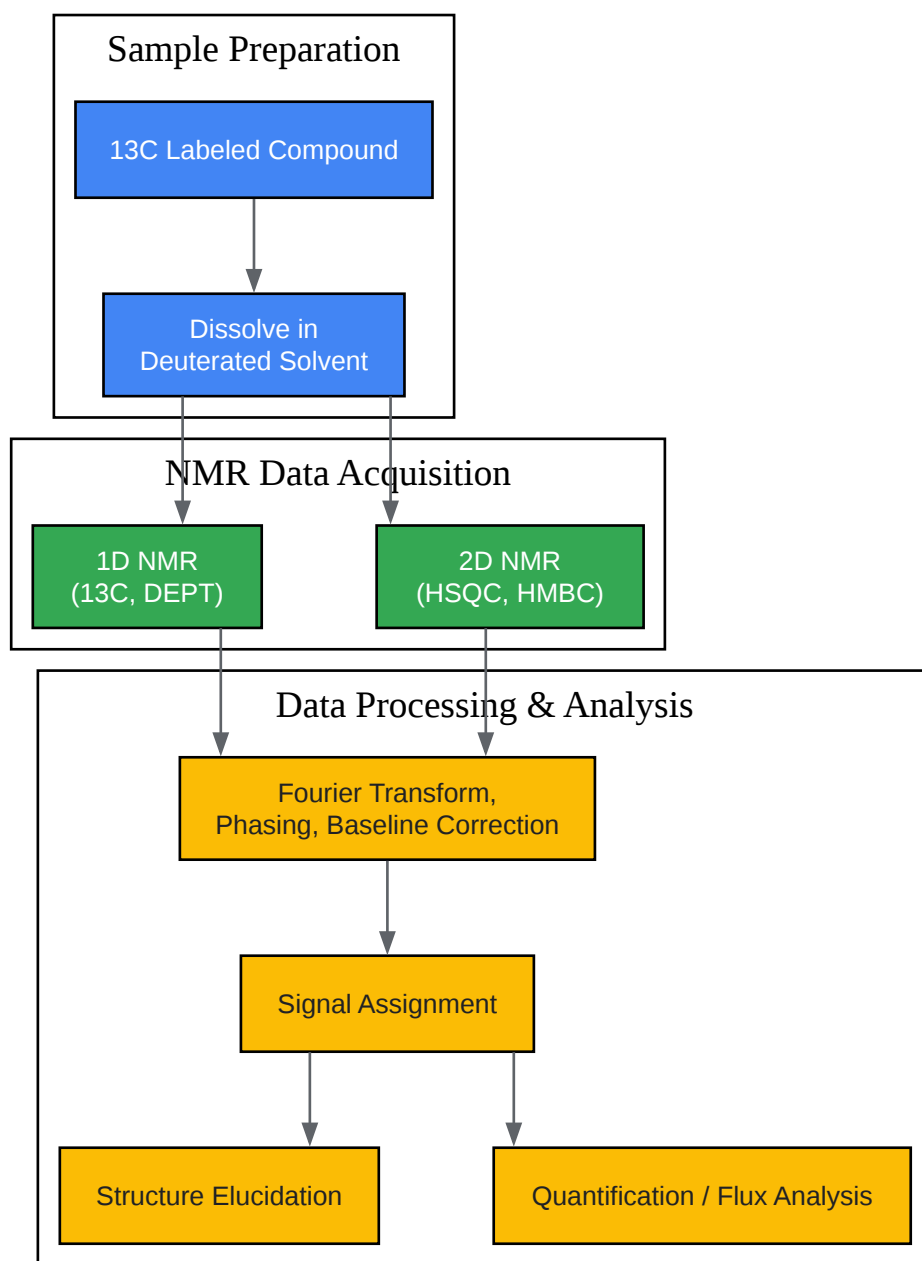 Sample Preparation
13C Labeled Compound
Dissolve in
Deuterated Solvent
NMR Data Acquisition
1D NMR
(13C, DEPT)
2D NMR
(HSQC, HMBC)
Data Processing & Analysis
Fourier Transform,
Phasing, Baseline Correction
Signal Assignment
Structure Elucidation
Quantification / Flux Analysis